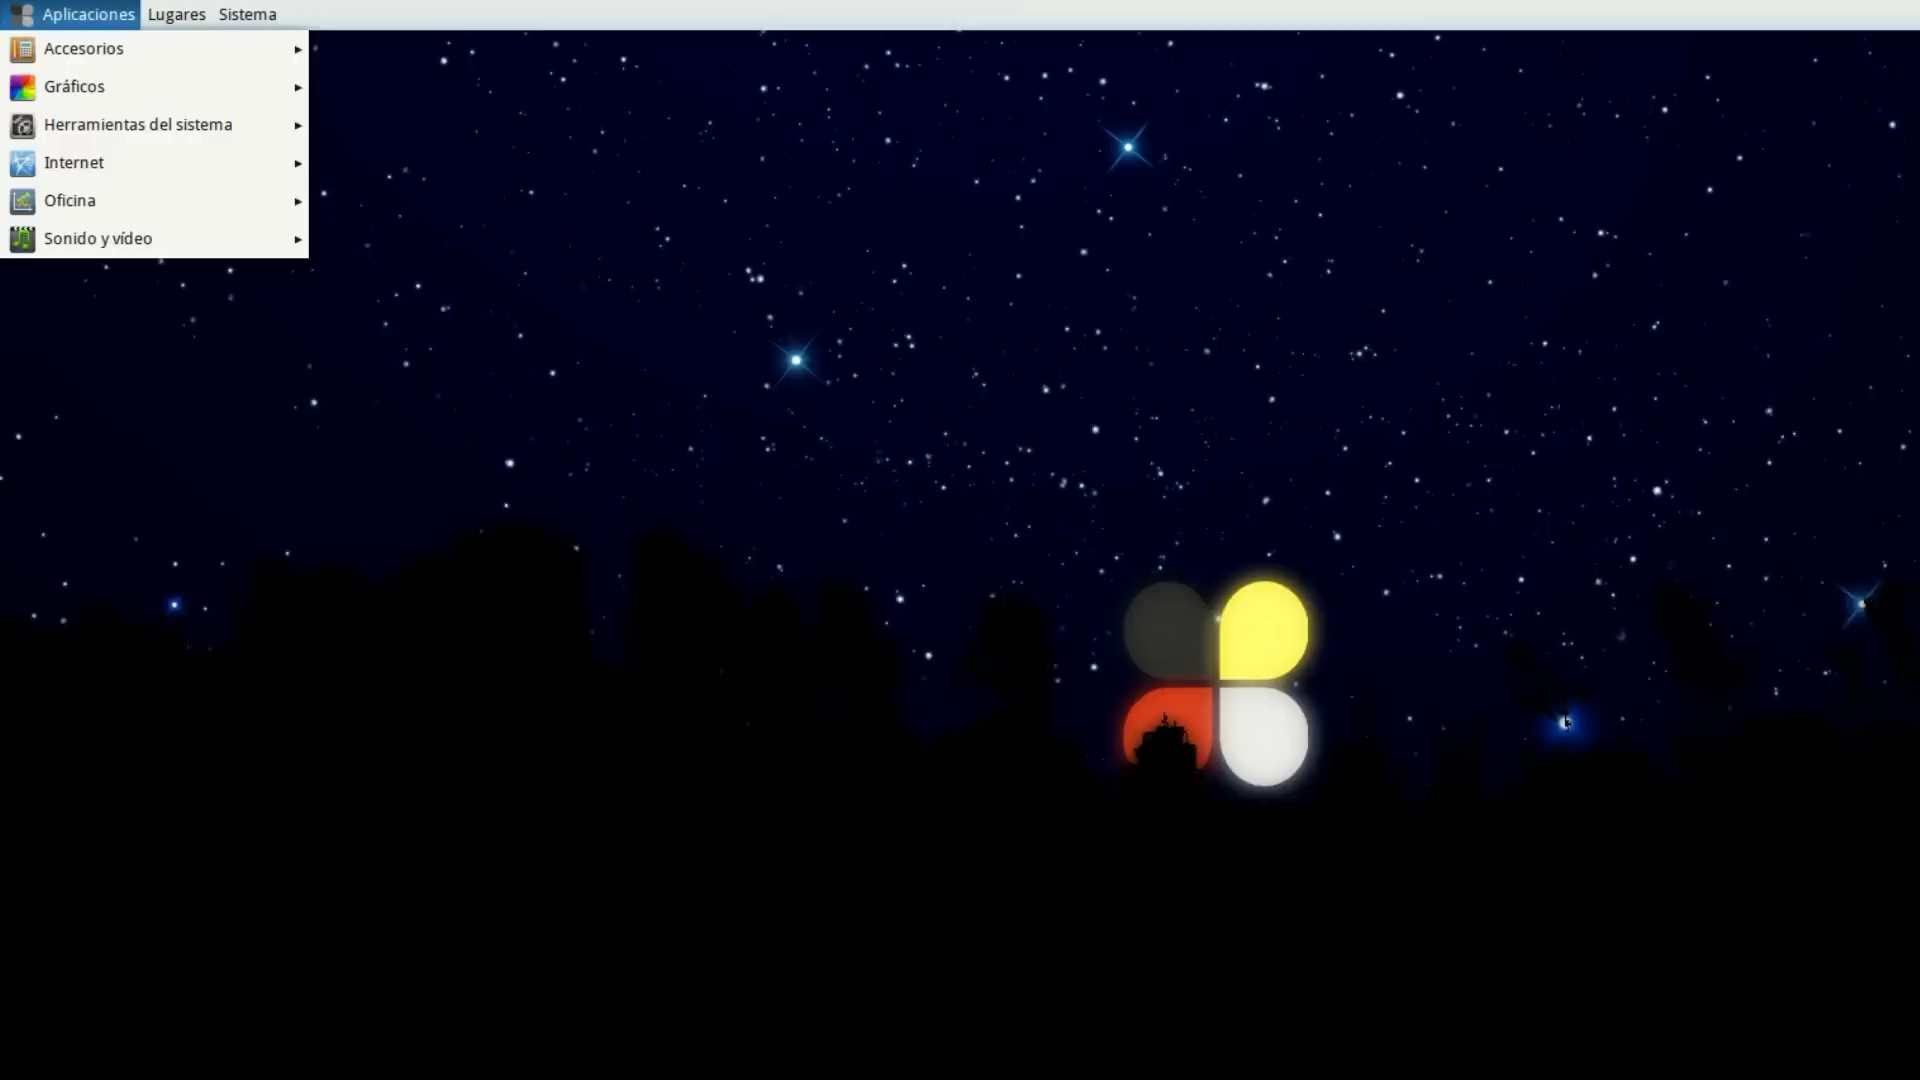 Aplicaciones Lugares Sistema
Accesorios
Gráficos
Herramientas del sistema
Internet
Oficina
Sonido y vídeo